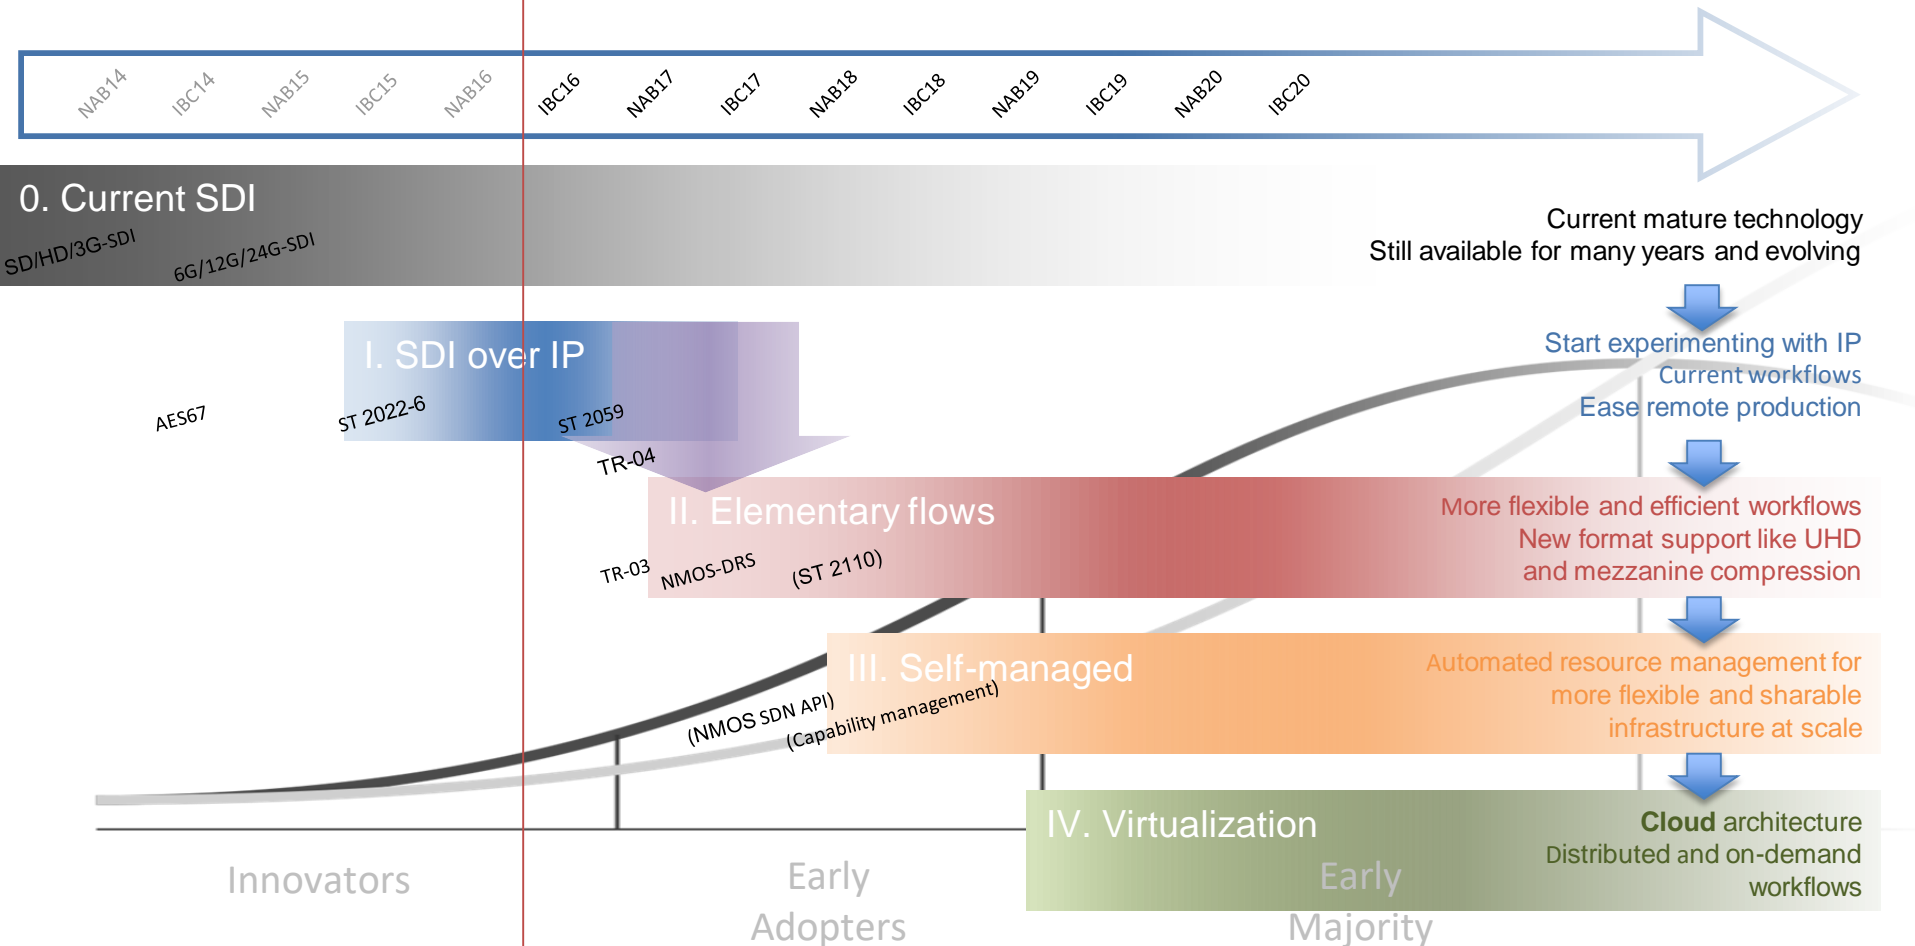 NAB14
IBC14
NAB15
IBC15
NAB16
IBC16
NAB17
IBC17
NAB18
IBC18
NAB19
IBC19
NAB20
IBC20
0. Current SDI
SD/HD/3G-SDI
6G/12G/24G-SDI
Current mature technology
Still available for many years and evolving
I. SDI over IP
AES67
ST 2022-6
ST 2059
TR-04
Start experimenting with IP
Current workflows
Ease remote production
II. Elementary flows
TR-03
NMOS-DRS
(ST 2110)
More flexible and efficient workflows
New format support like UHD
and mezzanine compression
III. Self-managed
(NMOS SDN API)
(Capability management)
Automated resource management for
more flexible and sharable
infrastructure at scale
IV. Virtualization
Cloud architecture
Distributed and on-demand
workflows
Innovators
Early
Adopters
Early
Majority